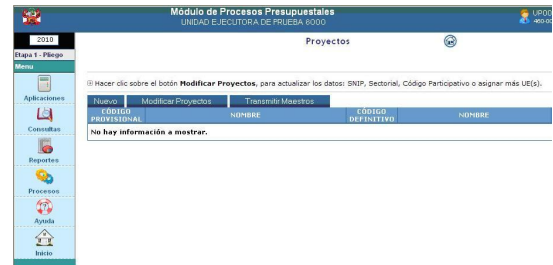 Módulo de Procesos Presupuestales
UNIDAD EJECUTORA DE PRUEBA 6000
2010
Proyectos
Etapa 1 - Pliego
Menu
Hacer clic sobre el botón Modificar Proyectos, para actualizar los datos: SNIP, Sectorial, Código Participativo o asignar más UE(s).
Aplicaciones
Nuevo Modificar Proyectos Transmitir Maestros
CÓDIGO PROVISIONAL NOMBRE CÓDIGO DEFINITIVO NOMBRE
No hay información a mostrar.
Consultas
Reportes
Procesos
Ayuda
Inicio